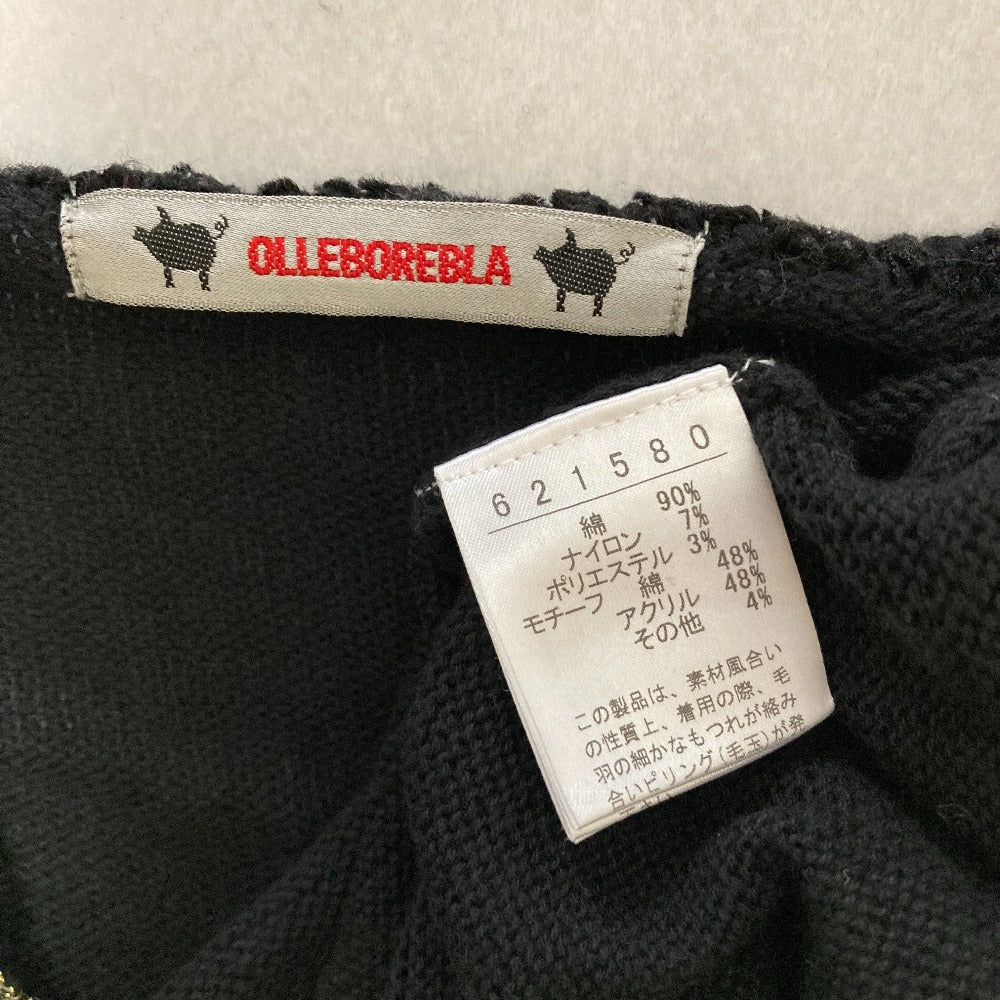 OLLEBOREBLA
621580
綿 90%
ナイロン 7%
ポリエステル 3%
モチーフ 綿 48%
アクリル 48%
その他 4%
この製品は、素材風合い
の性質上、着用の際、毛
羽の細かなもつれが絡み
合いピリング(毛玉)が発